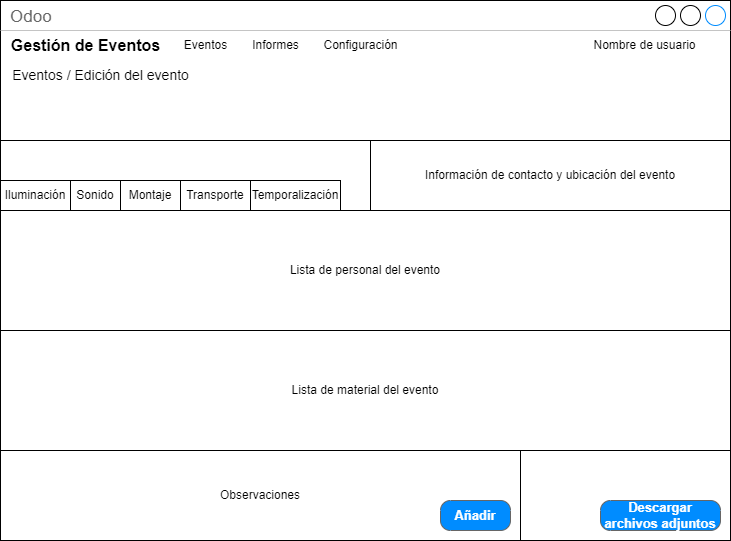 Odoo
Gestión de Eventos Eventos Informes Configuración Nombre de usuario
Eventos / Edición del evento
Información de contacto y ubicación del evento
Iluminación Sonido Montaje Transporte Temporalización
Lista de personal del evento
Lista de material del evento
Observaciones
Añadir
Descargar
archivos adjuntos